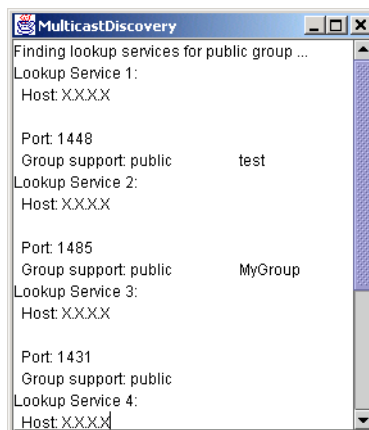 MulticastDiscovery
Finding lookup services for public group ...
Lookup Service 1:
Host: X.X.X.X
Port: 1448
Group support: public test
Lookup Service 2:
Host: X.X.X.X
Port: 1485
Group support: public MyGroup
Lookup Service 3:
Host: X.X.X.X
Port: 1431
Group support: public
Lookup Service 4:
Host: X.X.X.X